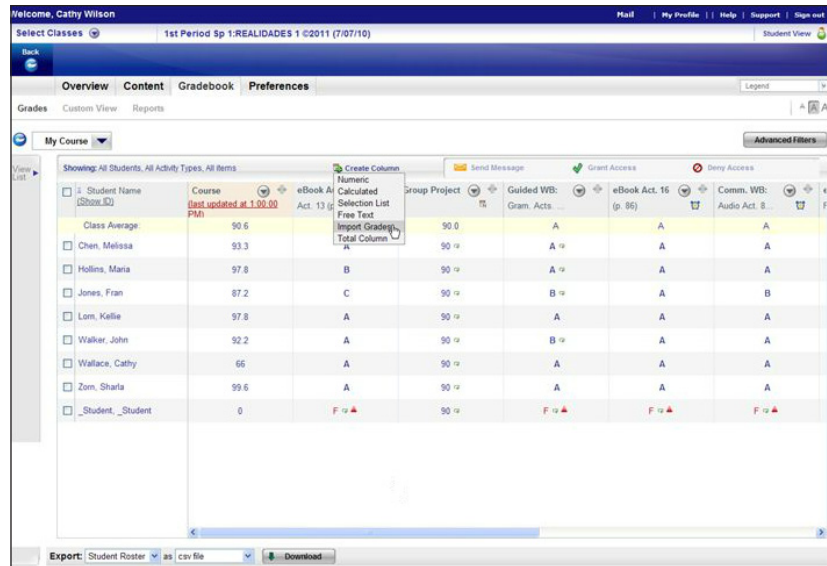 Welcome, Cathy Wilson
Mail | My Profile | | Help | Support | Sign out
Select Classes
1st Period Sp 1:REALIDADES 1 ©2011 (7/07/10)
Student View
Back
Overview Content Gradebook Preferences
Legend
Grades Custom View Reports
A A A
My Course
Advanced Filters
View List
Showing: All Students, All Activity Types, All Items
Create Column
Send Message
Grant Access
Deny Access
Numeric
Calculated
Selection List
Free Text
Import Grades
Total Column
Student Name Course eBook Group Project Guided WB: eBook Act. 16 Comm. WB:
(Show ID) (last updated at 1:00:00 Act. 13 Gram. Acts. ... (p. 86) Audio Act. 8...
PM)
Class Average: 90.6 90.0 A A A
Chen, Melissa 93.3 A 90 A A A
Hollins, Maria 97.8 B 90 A A A
Jones, Fran 87.2 C 90 B A B
Lorn, Kellie 97.8 A 90 A A A
Walker, John 92.2 A 90 B A A
Wallace, Cathy 66 A 90 A A A
Zorn, Sharla 99.6 A 90 A A A
_Student, _Student 0 F 90 F F F
Export: Student Roster as csv file Download